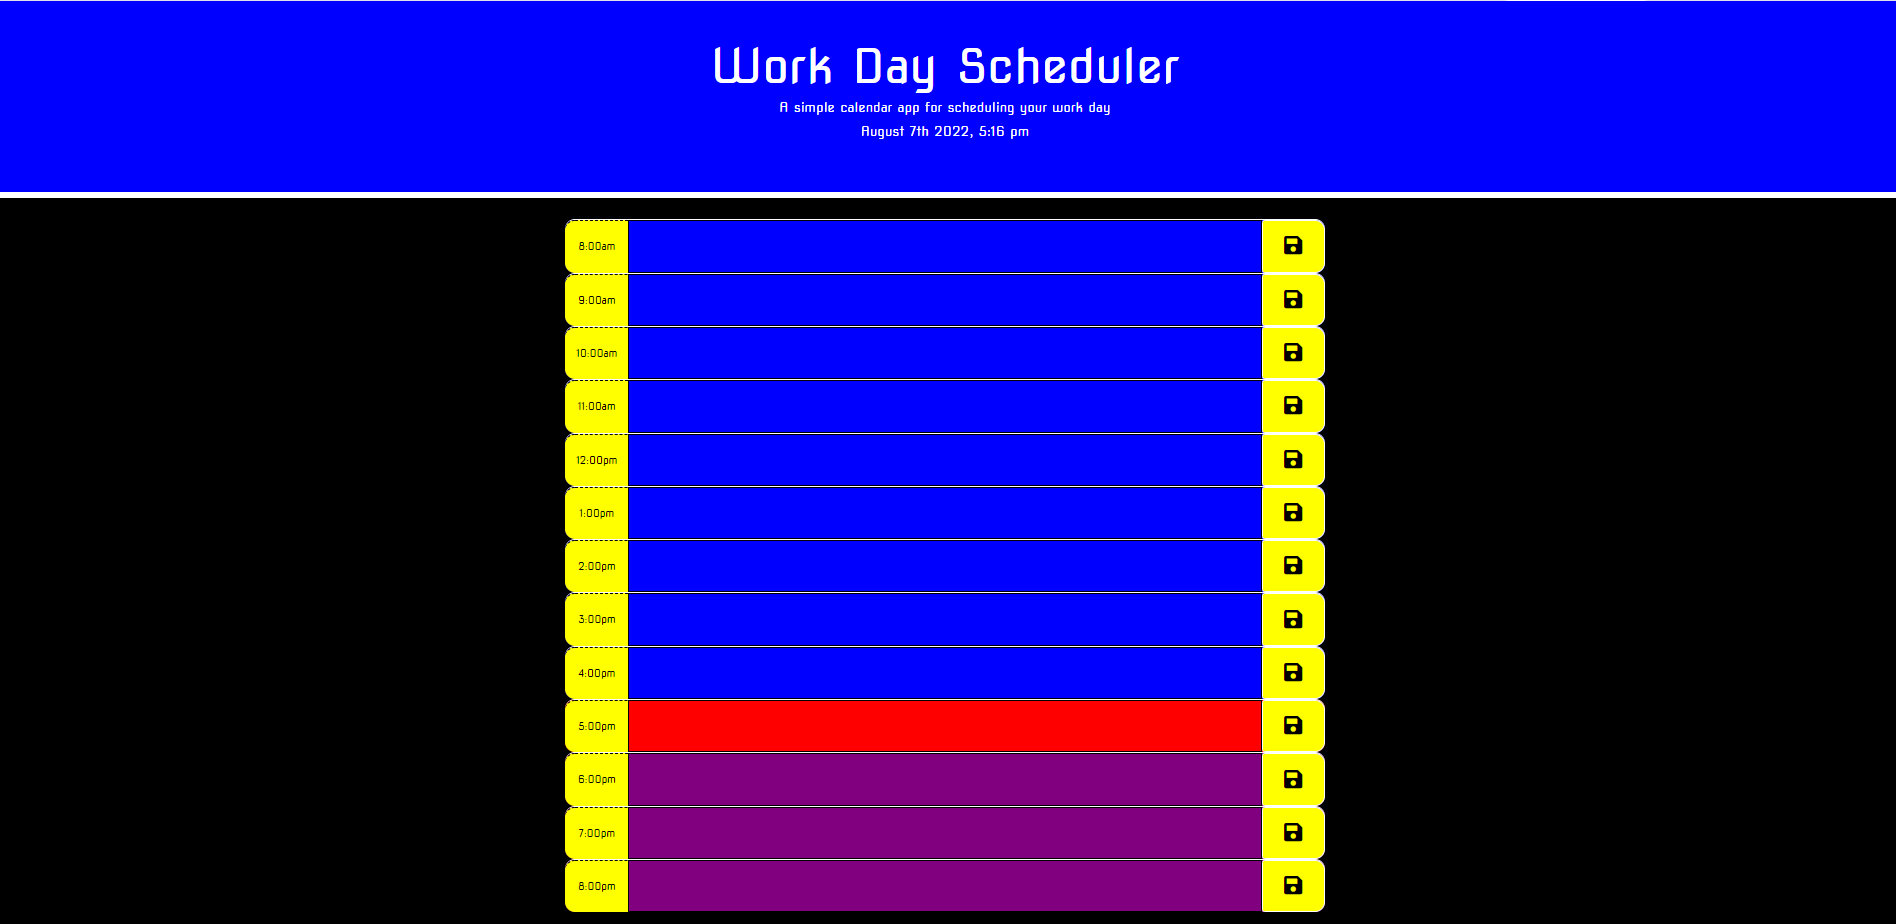 Work Day Scheduler
A simple calendar app for scheduling your work day
August 7th 2022, 5:16 pm
8:00am
9:00am
10:00am
11:00am
12:00pm
1:00pm
2:00pm
3:00pm
4:00pm
5:00pm
6:00pm
7:00pm
8:00pm